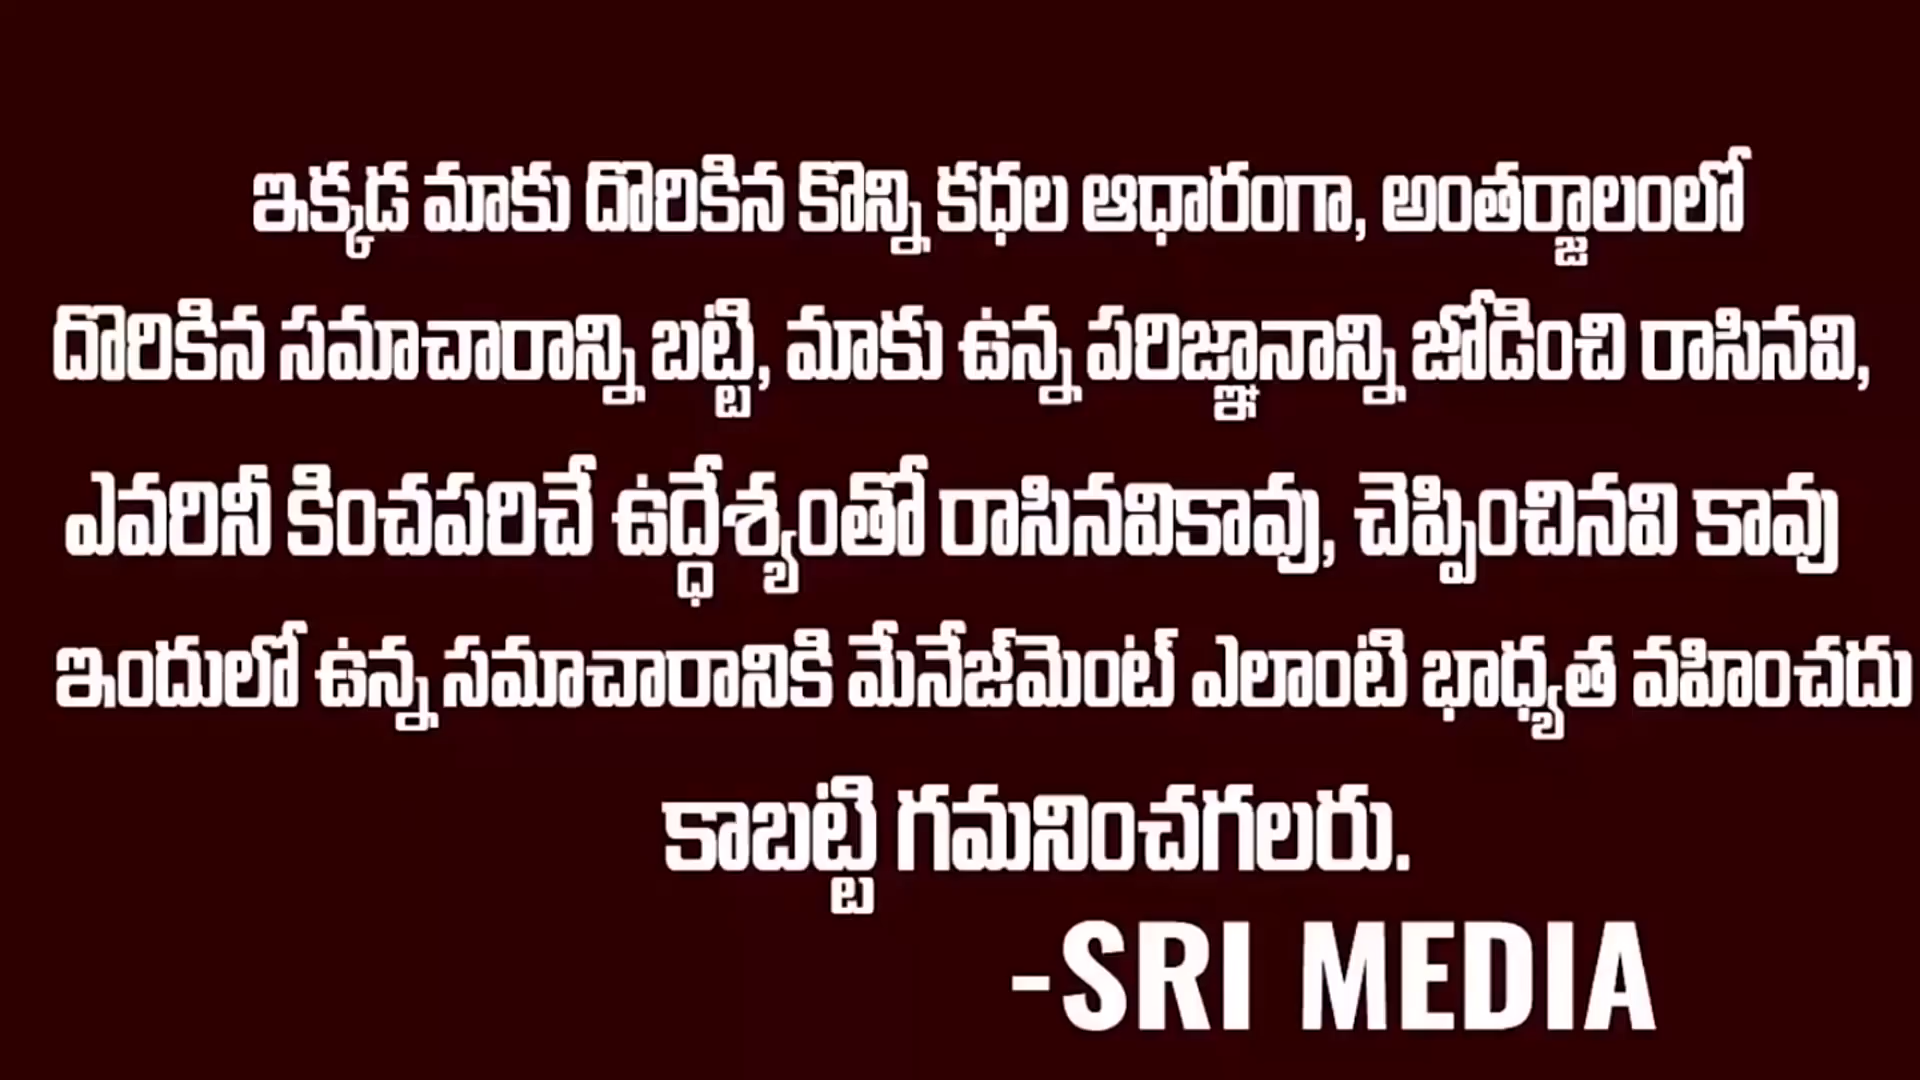 ఇక్కడ మాకు దొరికిన కొన్ని కధల ఆధారంగా, అంతర్జాలంలో
దొరికిన సమాచారాన్ని బట్టి, మాకు ఉన్న పరిజ్ఞానాన్ని జోడించి రాసినవి,
ఎవరినీ కించపరిచే ఉద్ధేశ్యంతో రాసినవికావు, చెప్పించినవి కావు
ఇందులో ఉన్న సమాచారానికి మేనేజ్‌మెంట్ ఎలాంటి భాధ్యత వహించదు
కాబట్టి గమనించగలరు.
-SRI MEDIA